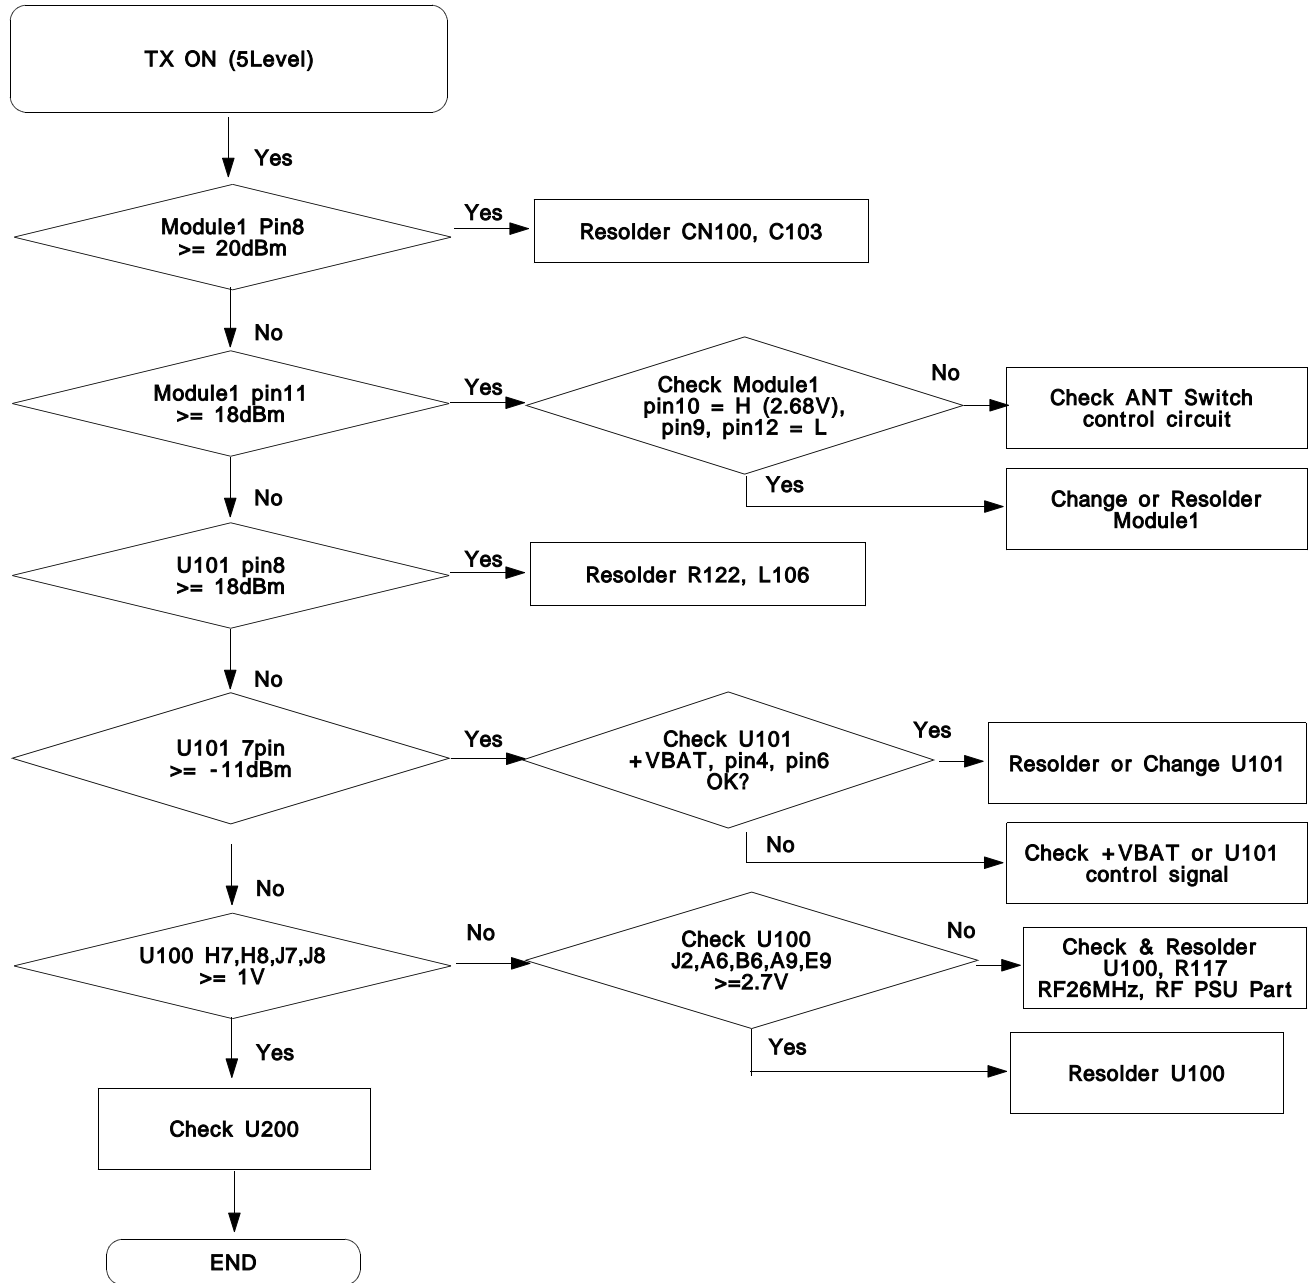 TX ON (5Level)
Yes
Module1 Pin8
>= 20dBm
Yes
Resolder CN100, C103
No
Module1 pin11
>= 18dBm
Yes
Check Module1
pin10 = H (2.68V),
pin9, pin12 = L
No
Check ANT Switch
control circuit
Yes
Change or Resolder
Module1
No
U101 pin8
>= 18dBm
Yes
Resolder R122, L106
No
U101 7pin
>= -11dBm
Yes
Check U101
+VBAT, pin4, pin6
OK?
Yes
Resolder or Change U101
No
Check +VBAT or U101
control signal
No
U100 H7,H8,J7,J8
>= 1V
No
Check U100
J2,A6,B6,A9,E9
>=2.7V
No
Check & Resolder
U100, R117
RF26MHz, RF PSU Part
Yes
Resolder U100
Yes
Check U200
END